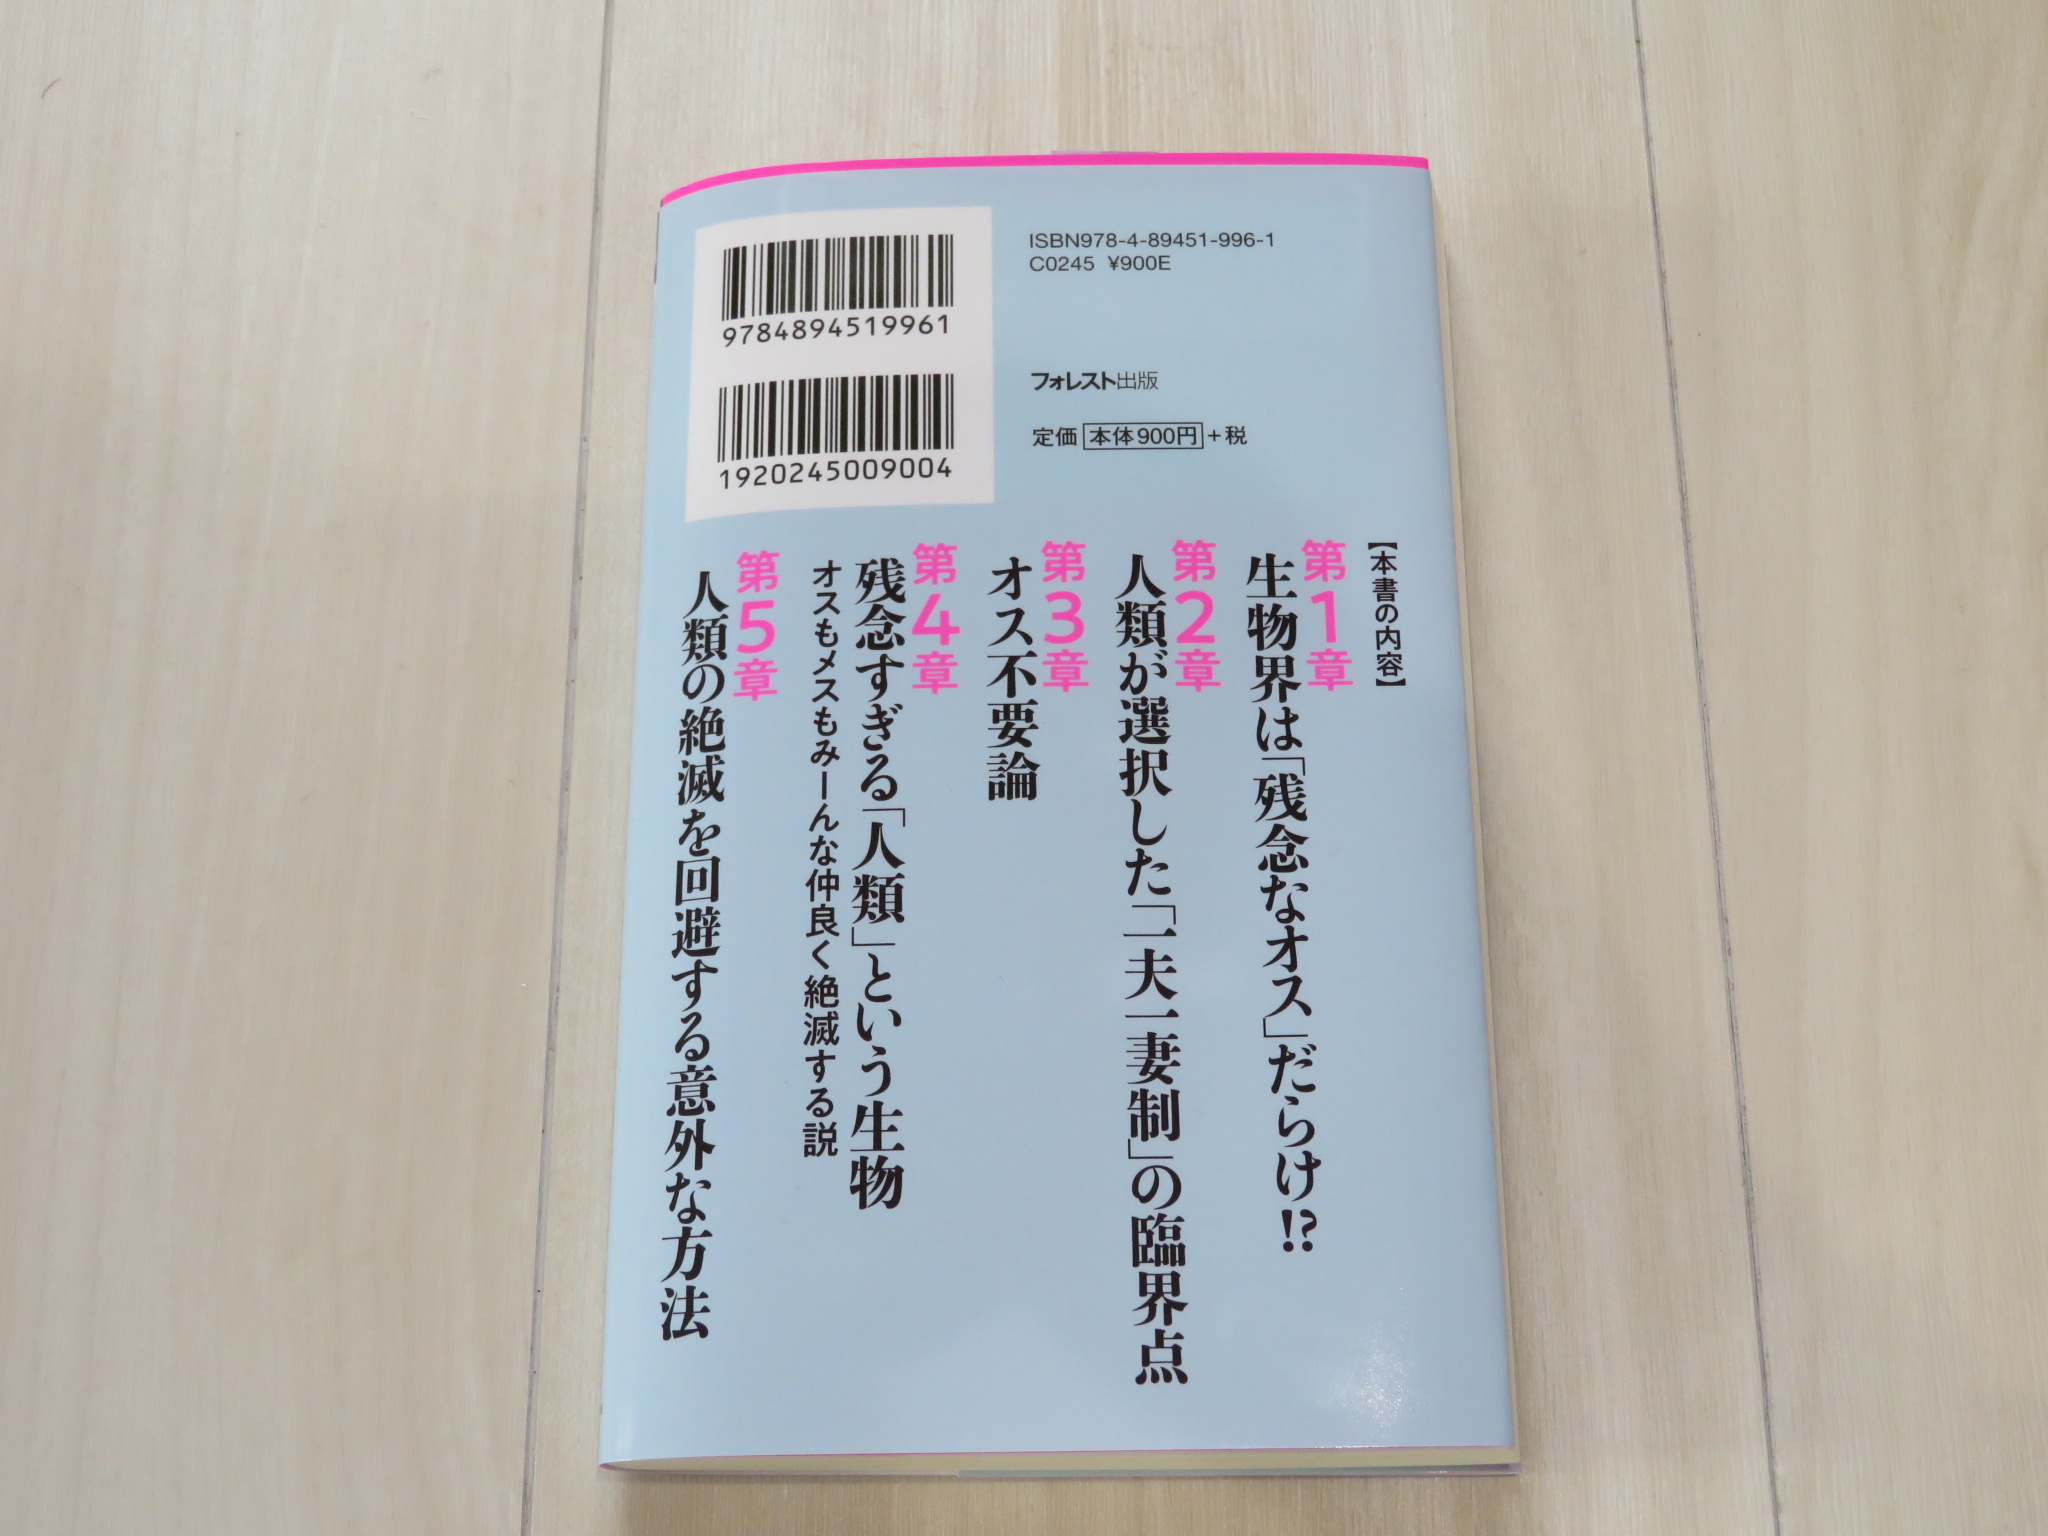 9784894519961
1920245009004
ISBN978-4-89451-996-1
C0245 ¥900E
フォレスト出版
定価 本体900円+税
【本書の内容】
第1章
生物界は「残念なオス」だらけ!?
第2章
人類が選択した「一夫一妻制」の臨界点
第3章
オス不要論
第4章
残念すぎる「人類」という生物
オスもメスもみーんな仲良く絶滅する説
第5章
人類の絶滅を回避する意外な方法